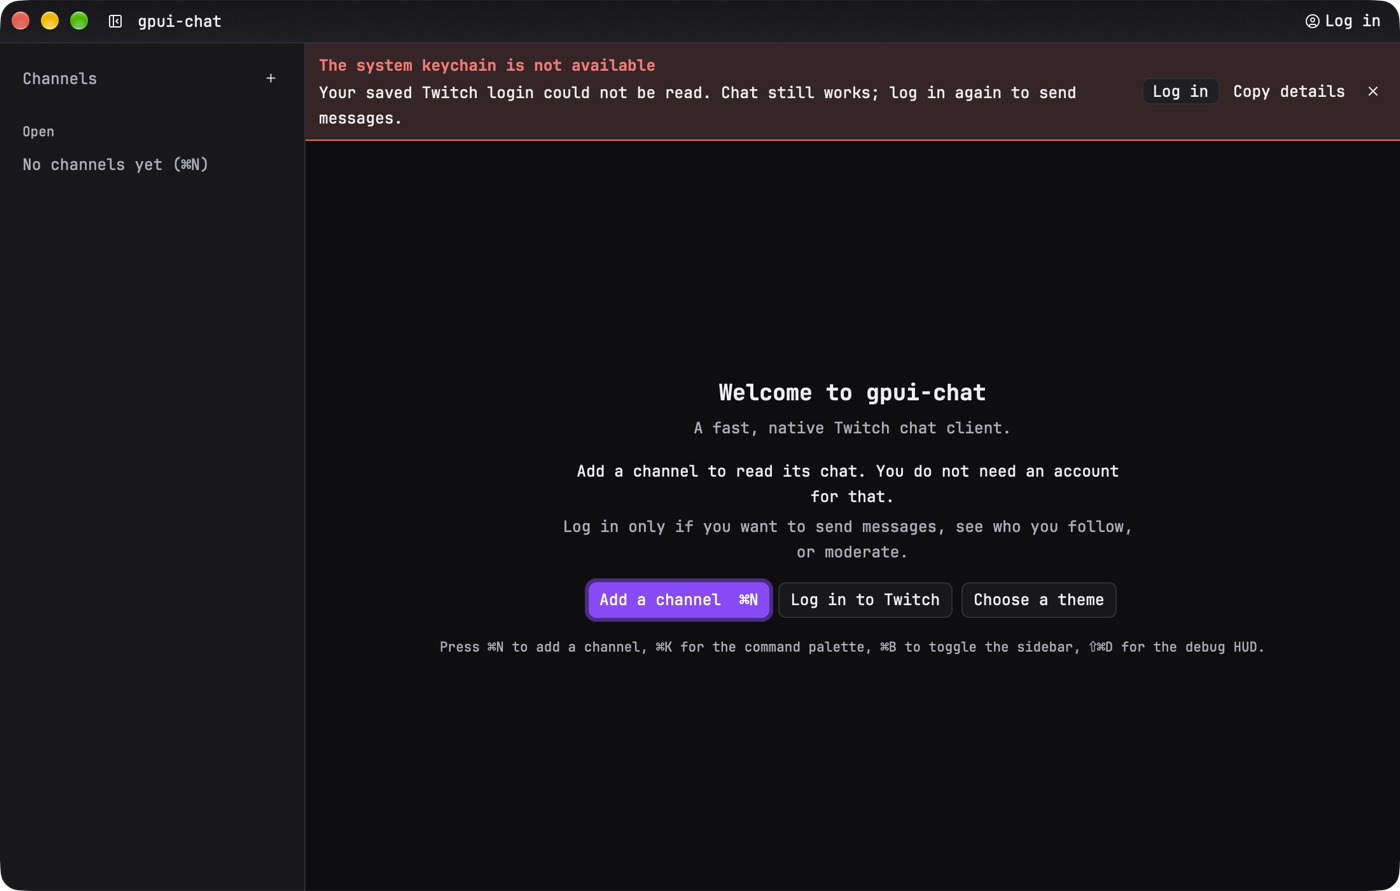 gpui-chat
Log in
Channels +
Open
No channels yet (⌘N)
The system keychain is not available
Your saved Twitch login could not be read. Chat still works; log in again to send
messages.
Log in
Copy details
Welcome to gpui-chat
A fast, native Twitch chat client.
Add a channel to read its chat. You do not need an account
for that.
Log in only if you want to send messages, see who you follow,
or moderate.
Add a channel ⌘N
Log in to Twitch
Choose a theme
Press ⌘N to add a channel, ⌘K for the command palette, ⌘B to toggle the sidebar, ⇧⌘D for the debug HUD.